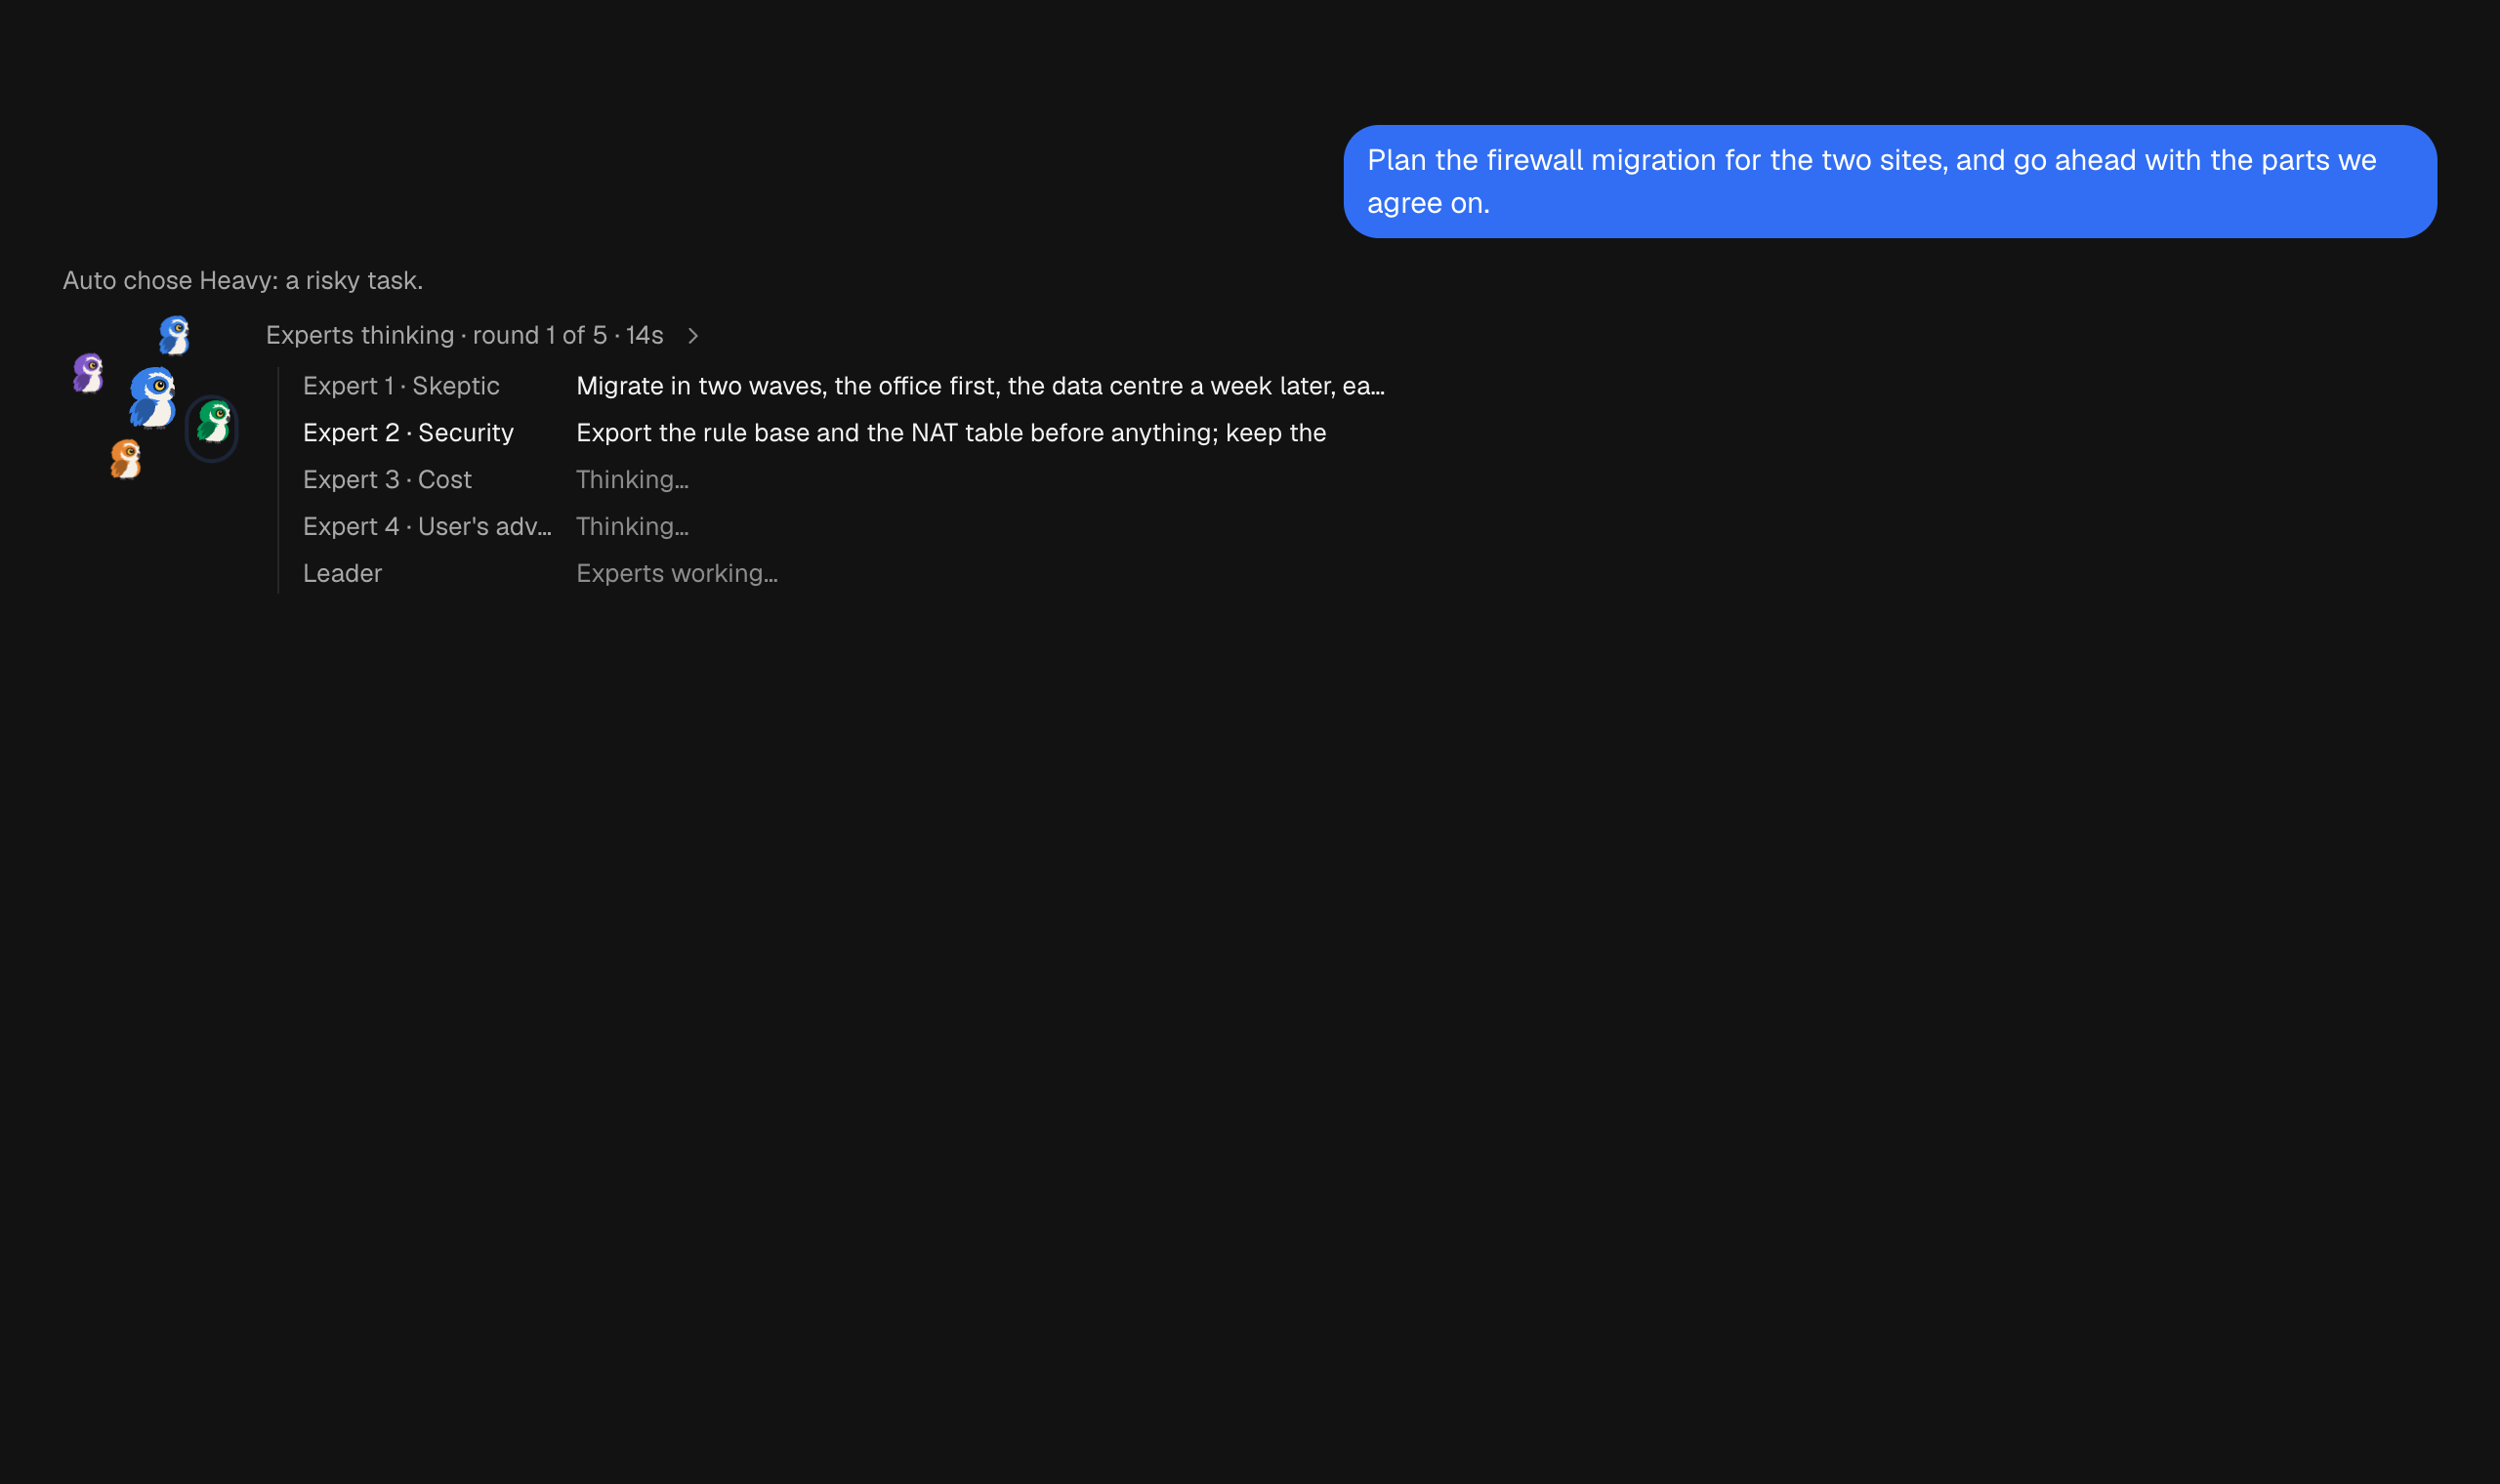 Plan the firewall migration for the two sites, and go ahead with the parts we
agree on.
Auto chose Heavy: a risky task.
Experts thinking · round 1 of 5 · 14s
Expert 1 · Skeptic Migrate in two waves, the office first, the data centre a week later, ea…
Expert 2 · Security Export the rule base and the NAT table before anything; keep the
Expert 3 · Cost Thinking…
Expert 4 · User's adv… Thinking…
Leader Experts working…